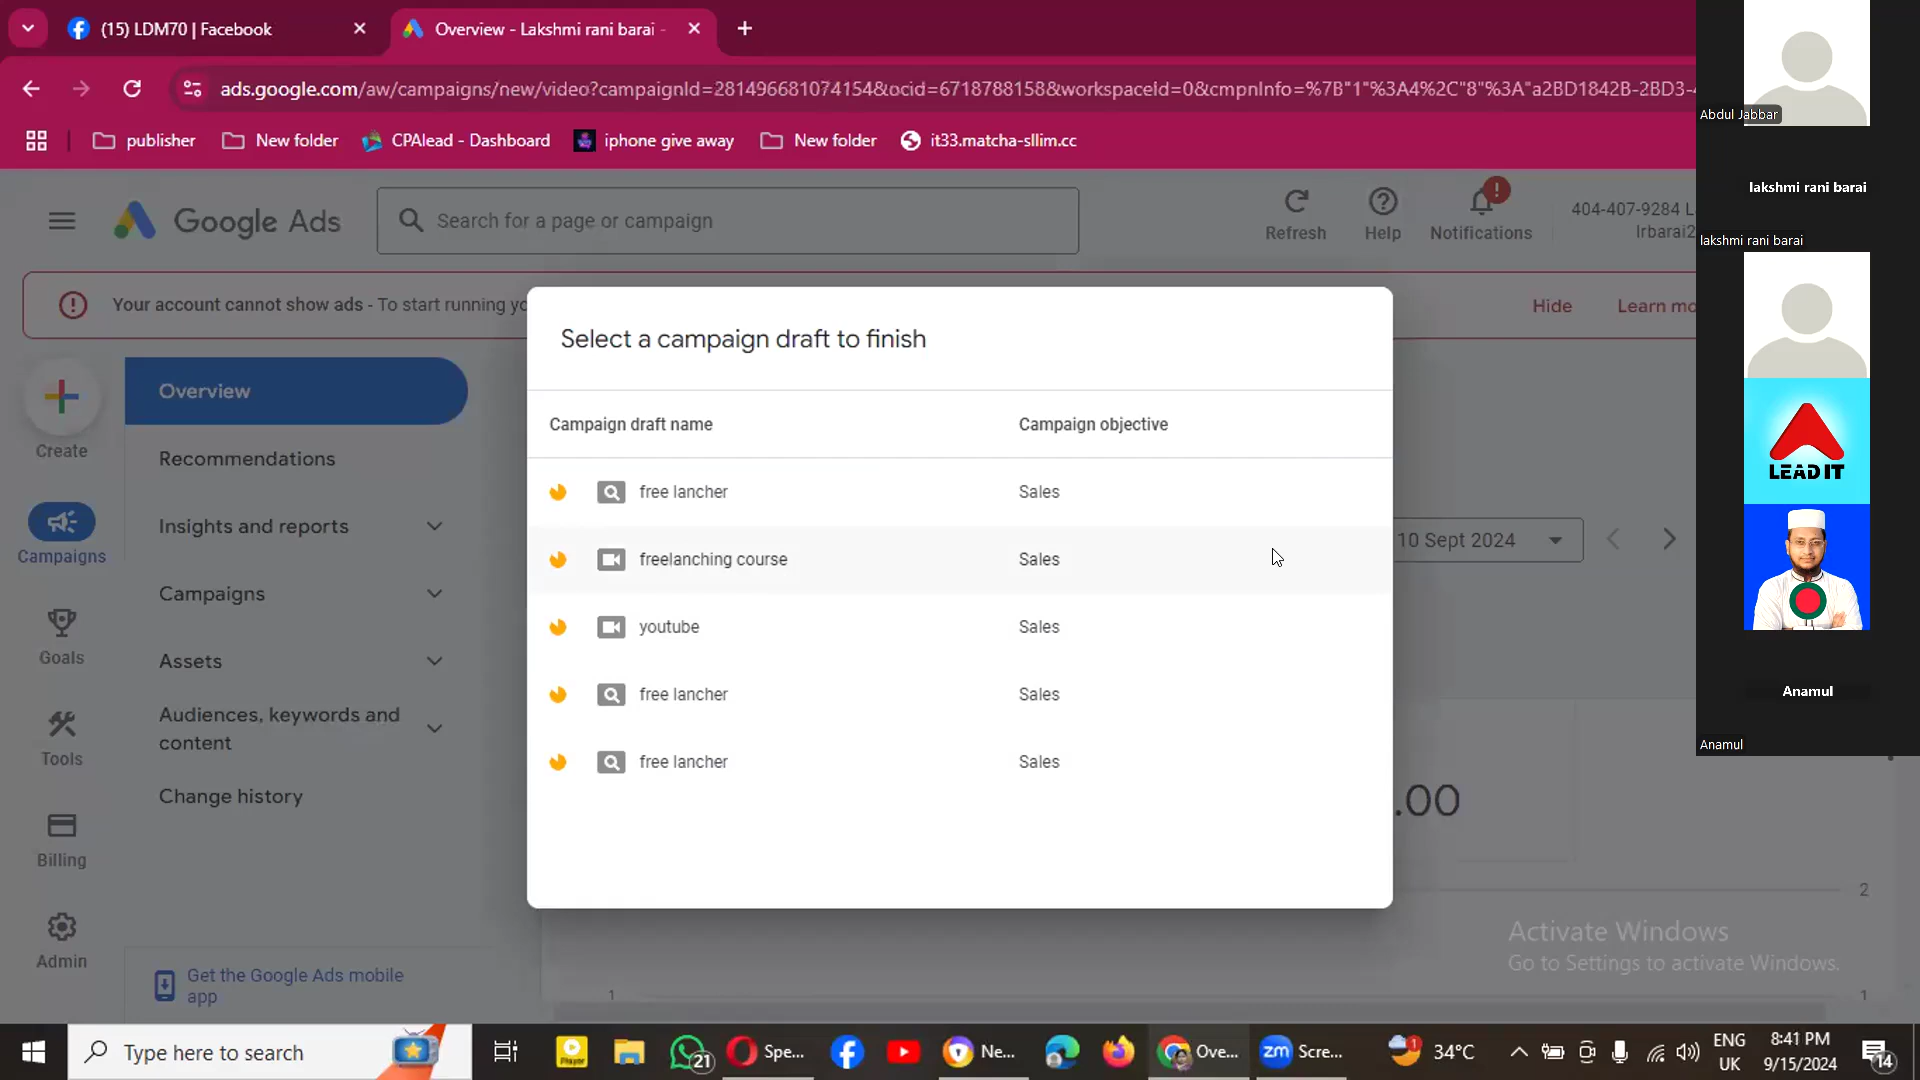 (15) LDM70 | Facebook
Overview - Lakshmi rani barai -
ads.google.com/aw/campaigns/new/video?campaignId=281496681074154&ocid=6718788158&workspaceId=0&cmpnInfo=%7B"1"%3A4%2C"8"%3A"a2BD1842B-2BD3-4
publisher
New folder
CPAlead - Dashboard
iphone give away
New folder
it33.matcha-sllim.cc
Google Ads
Search for a page or campaign
Refresh
Help
Notifications
404-407-9284 L
lrbarai2
Your account cannot show ads - To start running yo
Hide
Learn mo
Create
Campaigns
Goals
Tools
Billing
Admin
Overview
Recommendations
Insights and reports
Campaigns
Assets
Audiences, keywords and
content
Change history
Get the Google Ads mobile
app
Select a campaign draft to finish
Campaign draft name
Campaign objective
free lancher
Sales
freelanching course
Sales
youtube
Sales
free lancher
Sales
free lancher
Sales
10 Sept 2024
.00
2
1
1
Activate Windows
Go to Settings to activate Windows.
Abdul Jabbar
lakshmi rani barai
lakshmi rani barai
LEAD IT
Anamul
Anamul
Type here to search
Player
21
Spe...
Ne...
Ove...
zm
Scre...
1
34°C
ENG
UK
8:41 PM
9/15/2024
14